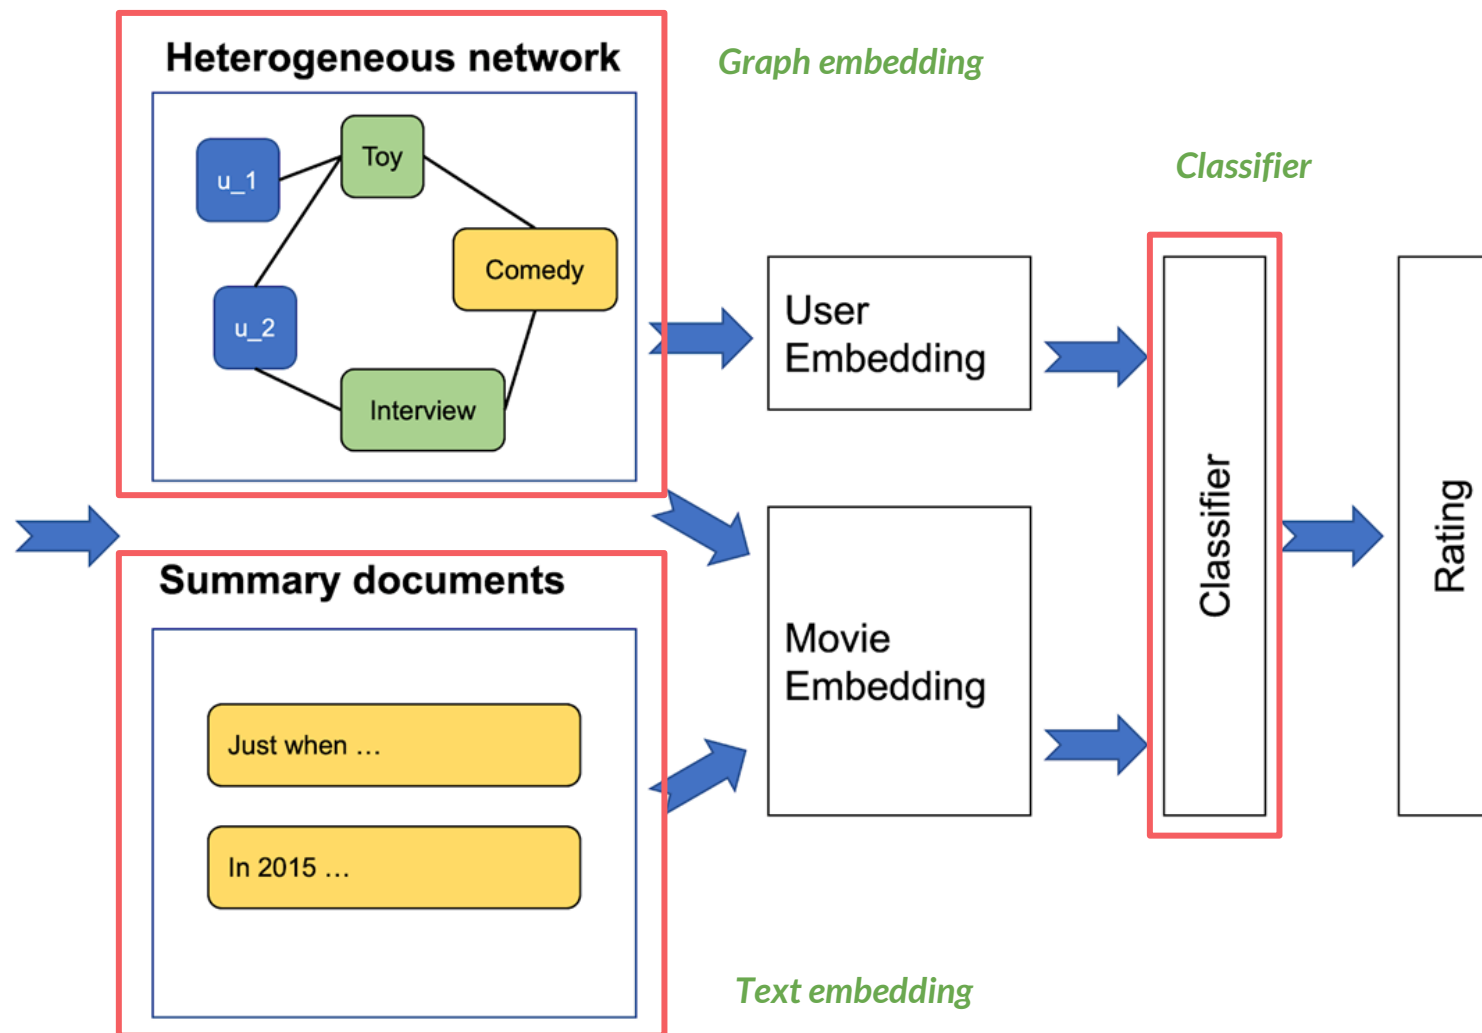 Heterogeneous network
Graph embedding
Toy
u_1
Classifier
Comedy
u_2
Interview
User
Embedding
Summary documents
Just when …
In 2015 …
Movie
Embedding
Classifier
Rating
Text embedding